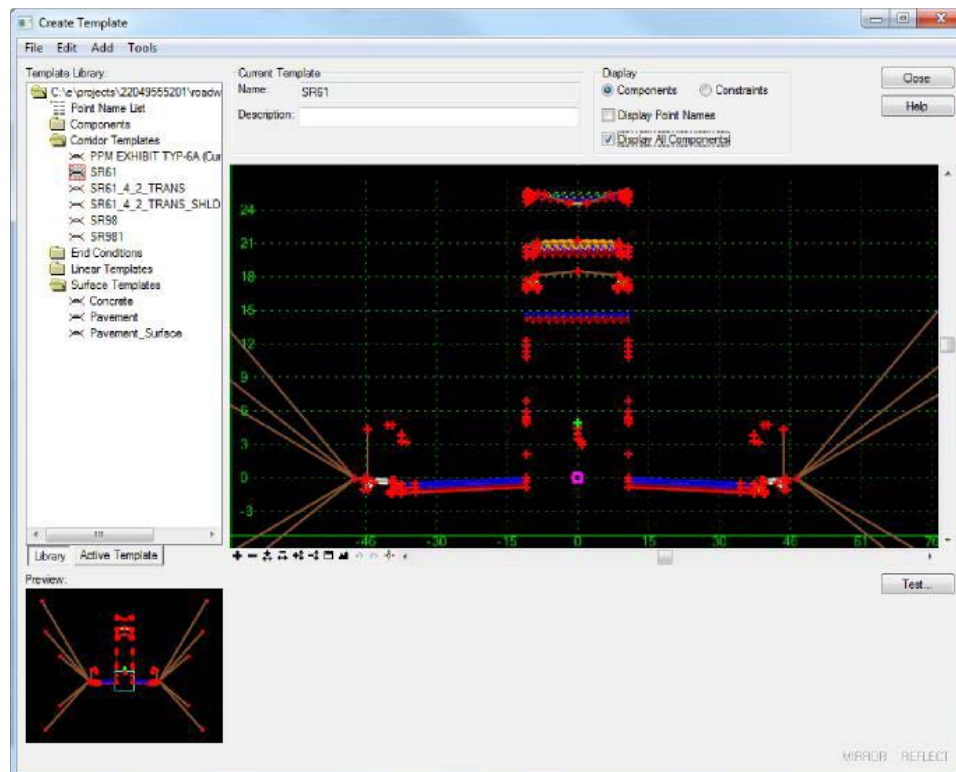 Create Template
File Edit Add Tools
Template Library:
C:\e\projects\22049555201\roadw
Point Name List
Components
Corridor Templates
PPM EXHIBIT TYP-6A (Cur
SR61
SR61_4_2_TRANS
SR61_4_2_TRANS_SHLD
SR98
SR981
End Conditions
Linear Templates
Surface Templates
Concrete
Pavement
Pavement_Surface
Library Active Template
Current Template
Name: SR61
Description:
Display
Components Constraints
Display Point Names
Display All Components
Close
Help
24
21
18
15
12
9
6
3
0
-3
-46 -30 -15 0 15 30 46 61 76
Preview:
Test...
MIRROR REFLECT